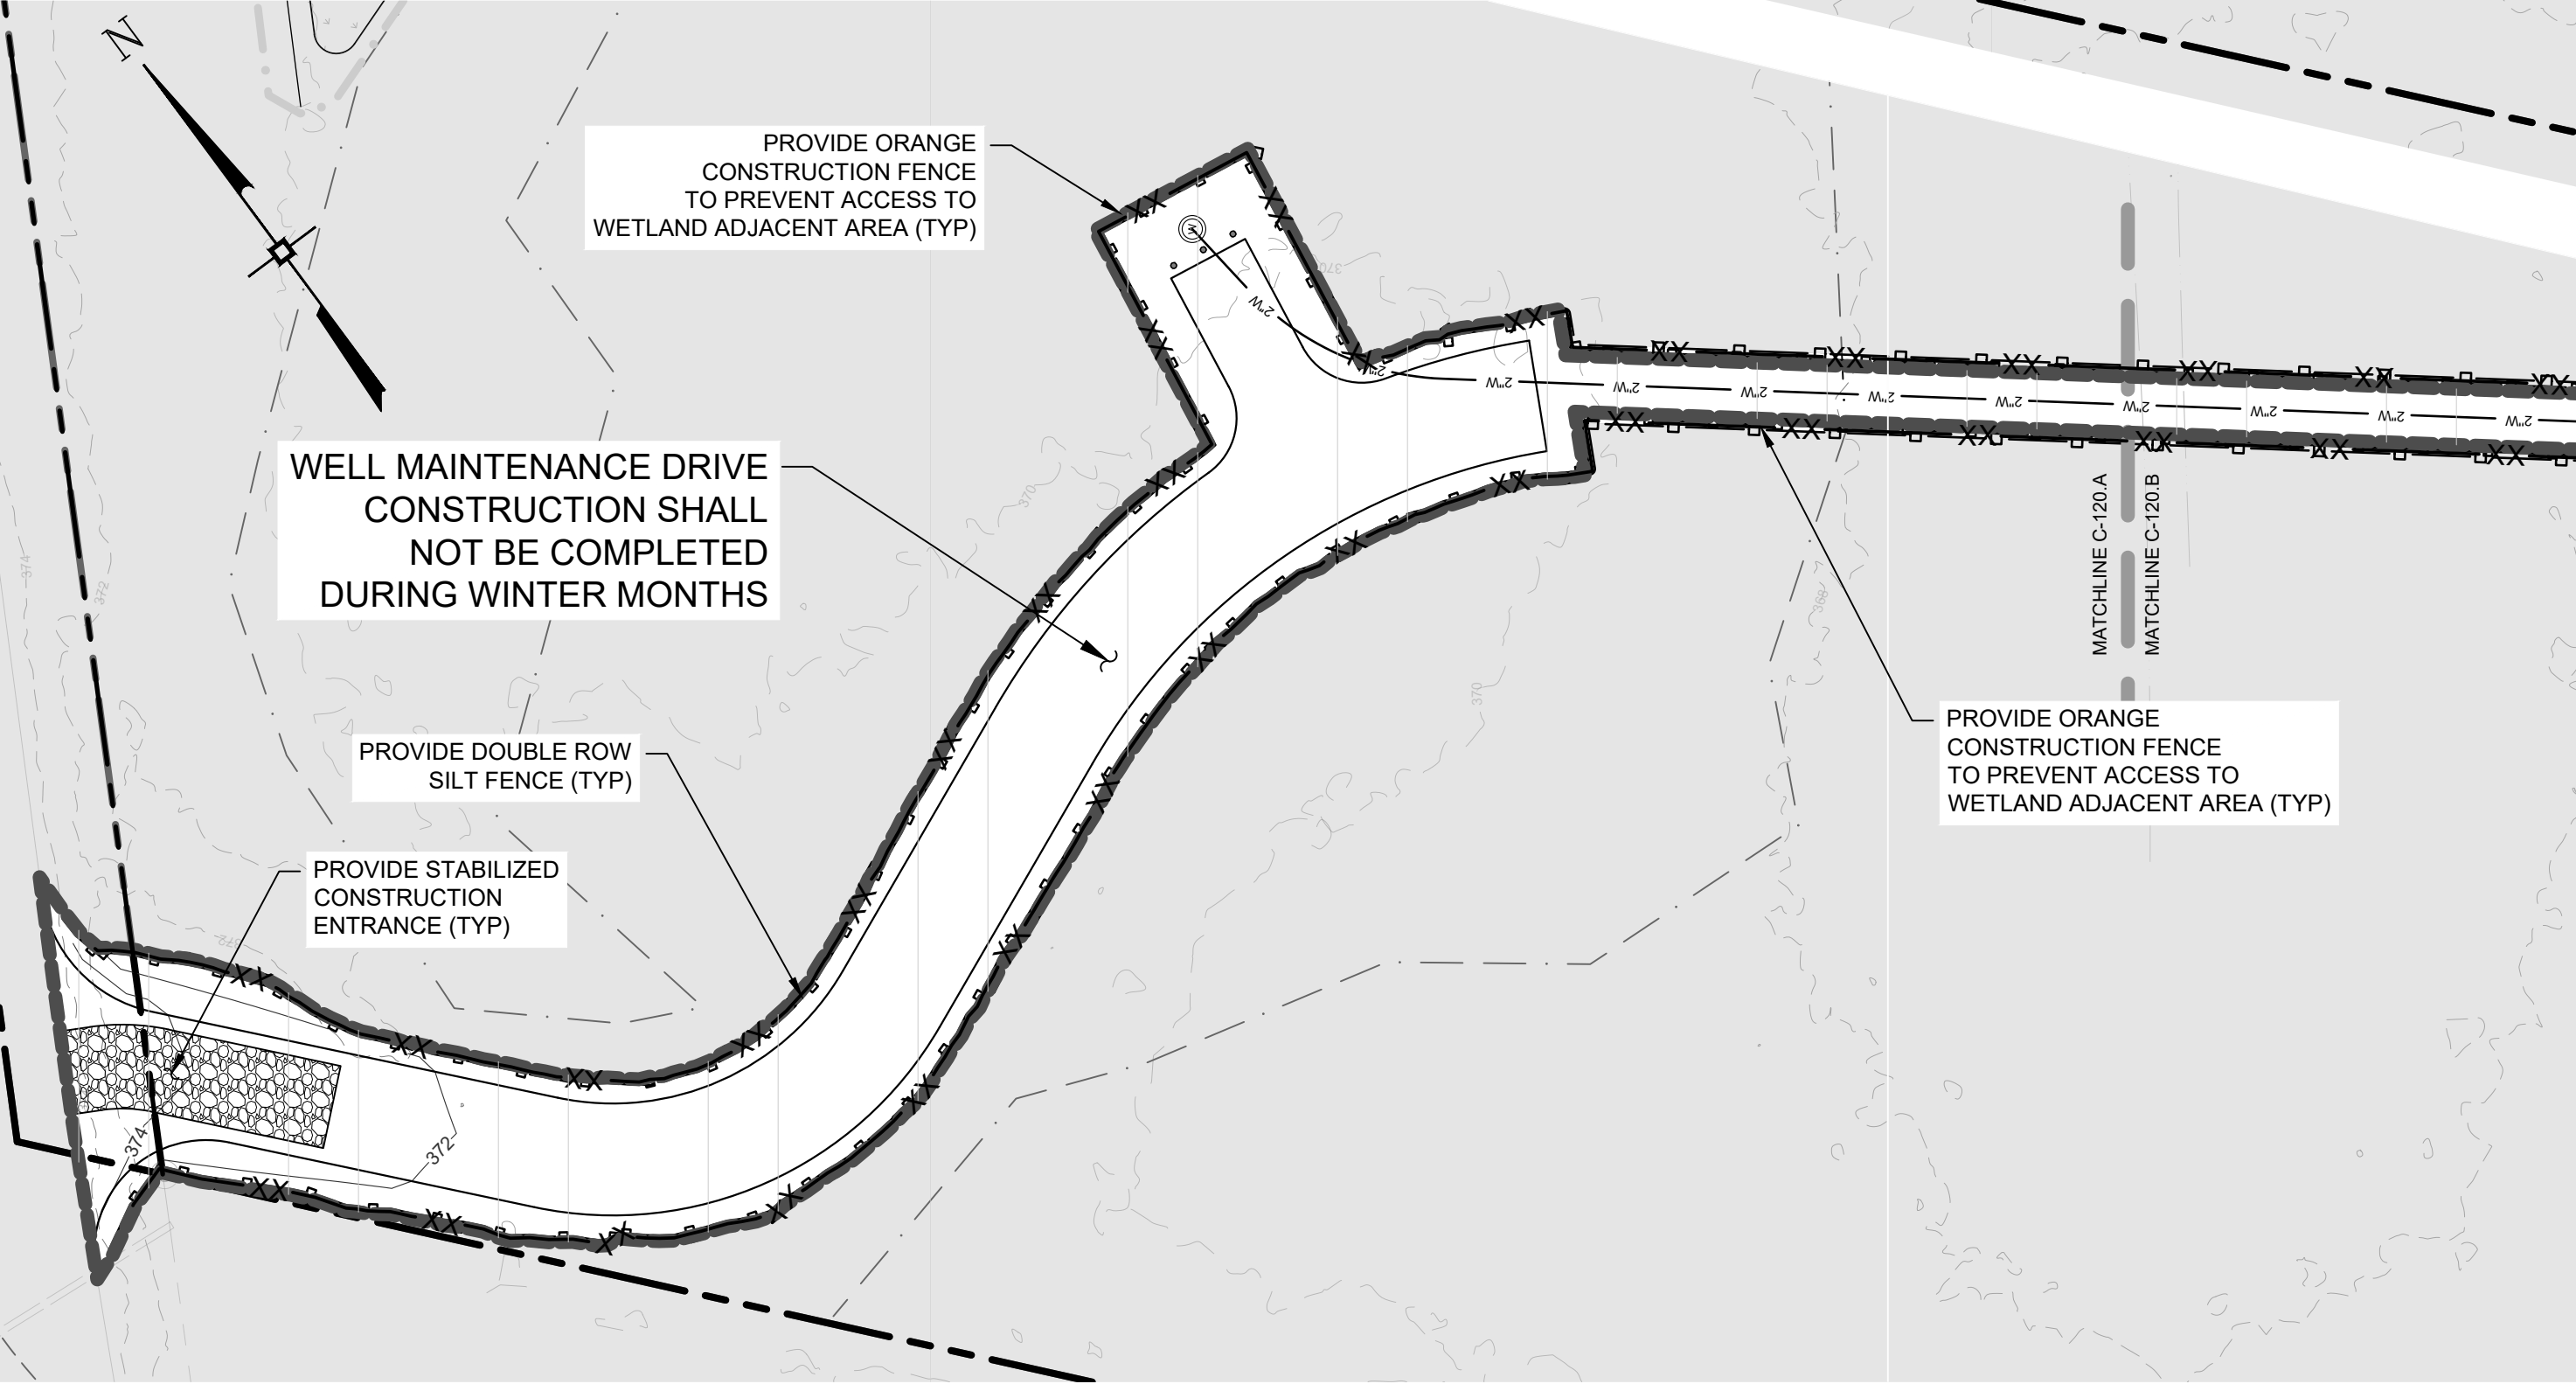 N
PROVIDE ORANGE
CONSTRUCTION FENCE
TO PREVENT ACCESS TO
WETLAND ADJACENT AREA (TYP)
W
370
2"W
2"W
2"W
2"W
2"W
2"W
2"W
2"W
2"W
2"W
2"W
WELL MAINTENANCE DRIVE
CONSTRUCTION SHALL
NOT BE COMPLETED
DURING WINTER MONTHS
370
374
372
368
370
MATCHLINE C-120.A
MATCHLINE C-120.B
PROVIDE ORANGE
CONSTRUCTION FENCE
TO PREVENT ACCESS TO
WETLAND ADJACENT AREA (TYP)
PROVIDE DOUBLE ROW
SILT FENCE (TYP)
PROVIDE STABILIZED
CONSTRUCTION
ENTRANCE (TYP)
372
374
372